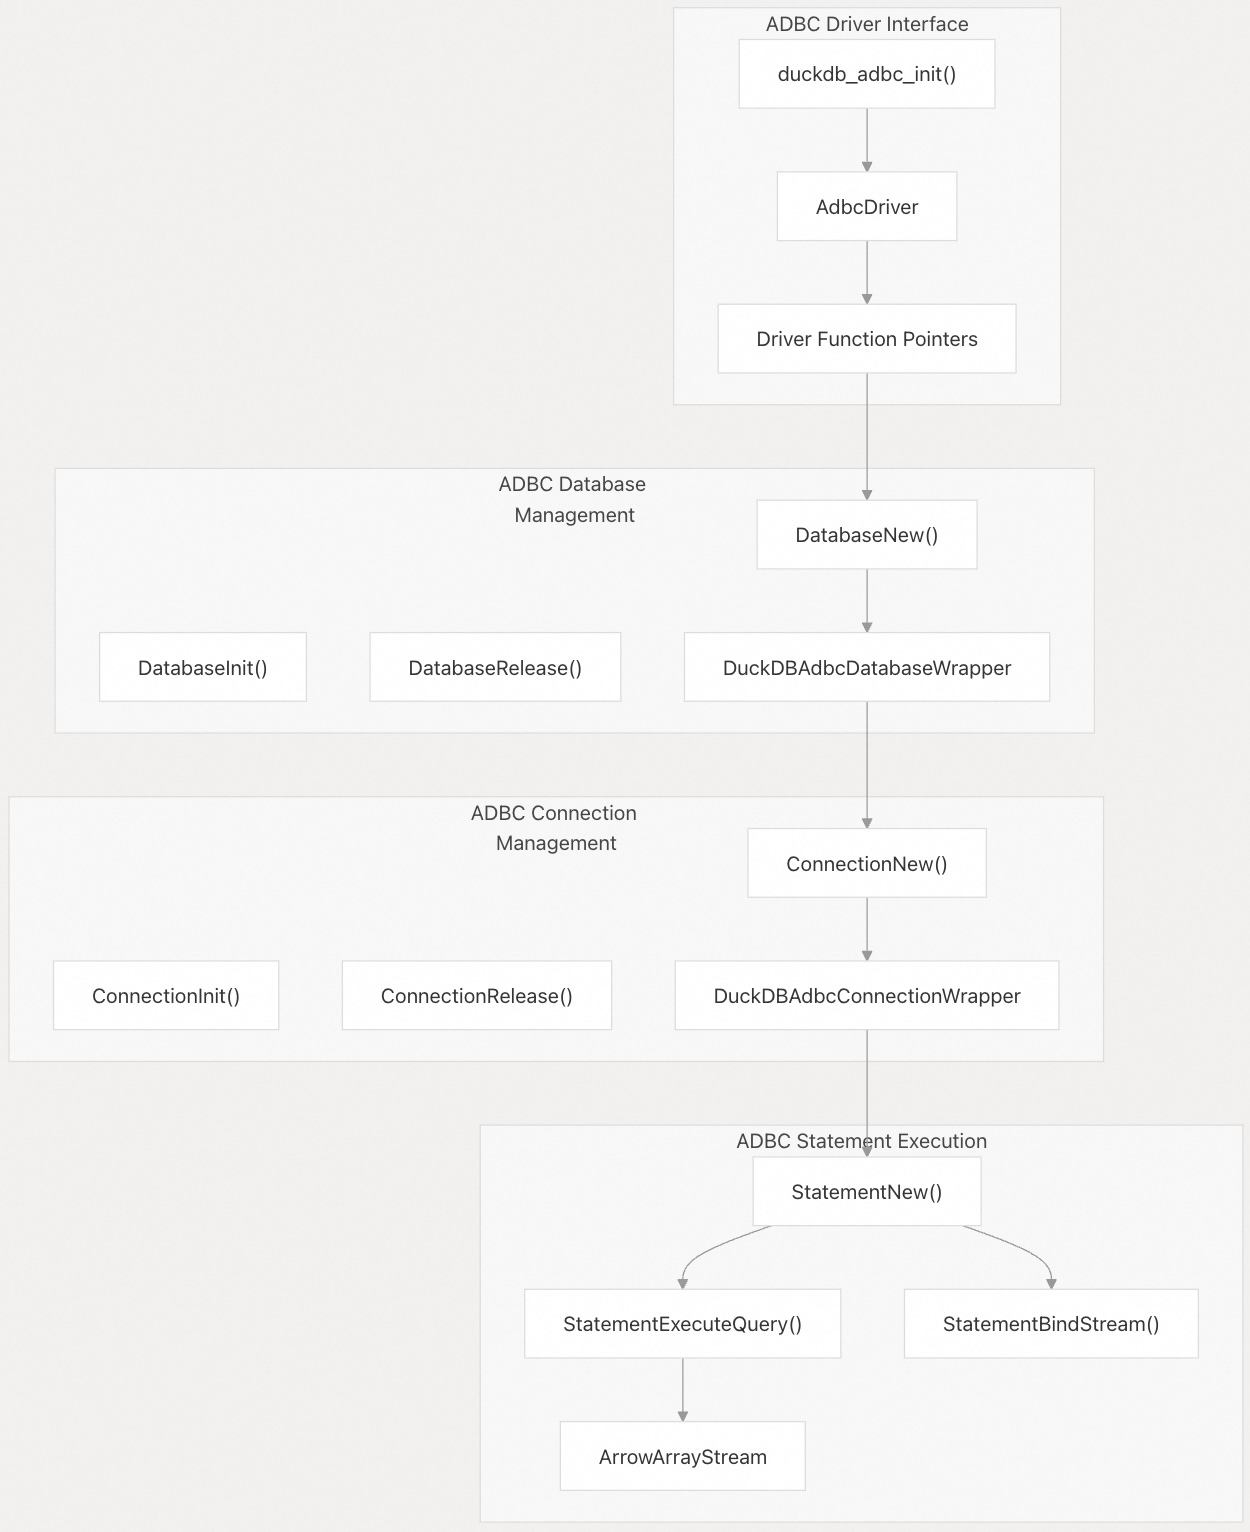 ADBC Driver Interface
duckdb_adbc_init()
AdbcDriver
Driver Function Pointers
ADBC Database
Management
DatabaseNew()
DatabaseInit()
DatabaseRelease()
DuckDBAdbcDatabaseWrapper
ADBC Connection
Management
ConnectionNew()
ConnectionInit()
ConnectionRelease()
DuckDBAdbcConnectionWrapper
ADBC Statement Execution
StatementNew()
StatementExecuteQuery()
StatementBindStream()
ArrowArrayStream